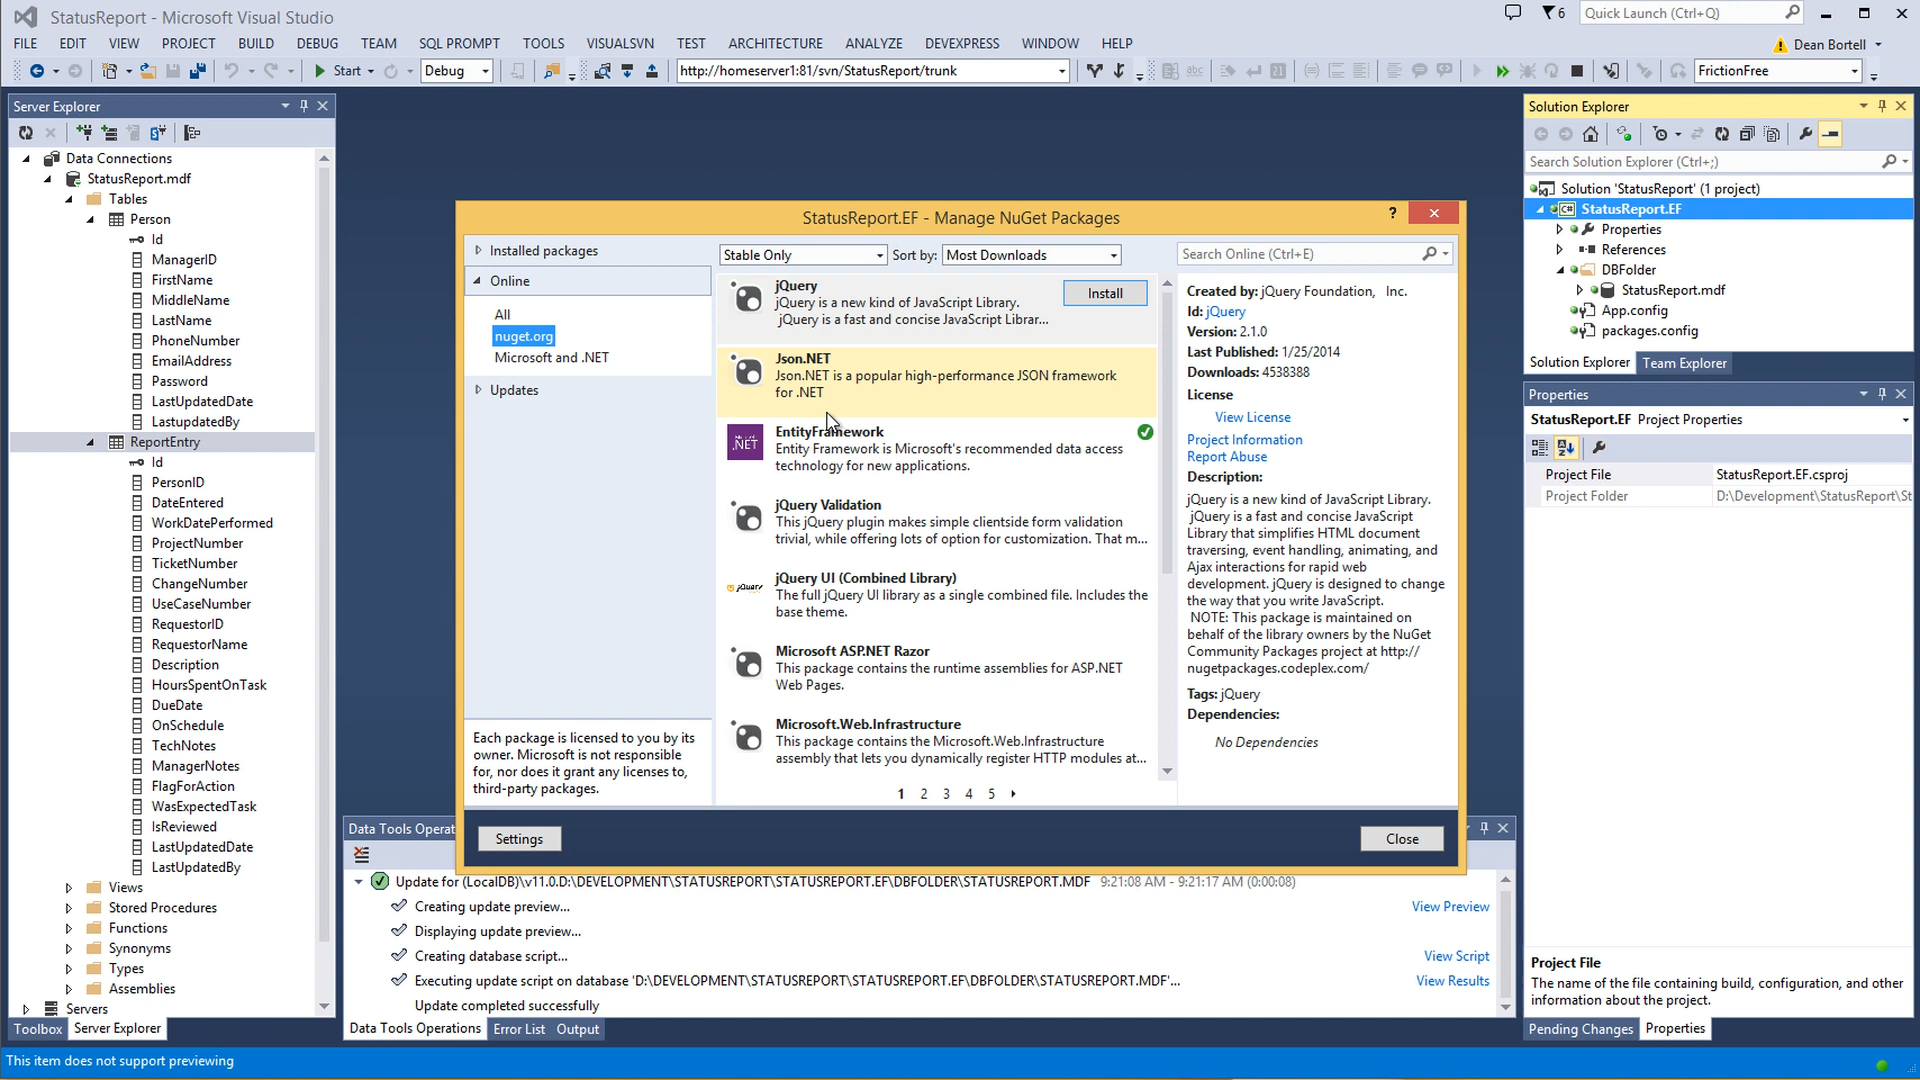 StatusReport - Microsoft Visual Studio
6
Quick Launch (Ctrl+Q)
FILE EDIT VIEW PROJECT BUILD DEBUG TEAM SQL PROMPT TOOLS VISUALSVN TEST ARCHITECTURE ANALYZE DEVEXPRESS WINDOW HELP
Dean Bortell
Start
Debug
http://homeserver1:81/svn/StatusReport/trunk
FrictionFree
Server Explorer
Data Connections
StatusReport.mdf
Tables
Person
Id
ManagerID
FirstName
MiddleName
LastName
PhoneNumber
EmailAddress
Password
LastUpdatedDate
LastupdatedBy
ReportEntry
Id
PersonID
DateEntered
WorkDatePerformed
ProjectNumber
TicketNumber
ChangeNumber
UseCaseNumber
RequestorID
RequestorName
Description
HoursSpentOnTask
DueDate
OnSchedule
TechNotes
ManagerNotes
FlagForAction
WasExpectedTask
IsReviewed
LastUpdatedDate
LastUpdatedBy
Views
Stored Procedures
Functions
Synonyms
Types
Assemblies
Servers
Toolbox Server Explorer
StatusReport.EF - Manage NuGet Packages
?
Installed packages
Online
All
nuget.org
Microsoft and .NET
Updates
Each package is licensed to you by its
owner. Microsoft is not responsible
for, nor does it grant any licenses to,
third-party packages.
Stable Only
Sort by: Most Downloads
jQuery
jQuery is a new kind of JavaScript Library.
jQuery is a fast and concise JavaScript Librar...
Install
Json.NET
Json.NET is a popular high-performance JSON framework
for .NET
.NET
EntityFramework
Entity Framework is Microsoft's recommended data access
technology for new applications.
jQuery Validation
This jQuery plugin makes simple clientside form validation
trivial, while offering lots of option for customization. That m...
jQuery
jQuery UI (Combined Library)
The full jQuery UI library as a single combined file. Includes the
base theme.
Microsoft ASP.NET Razor
This package contains the runtime assemblies for ASP.NET
Web Pages.
Microsoft.Web.Infrastructure
This package contains the Microsoft.Web.Infrastructure
assembly that lets you dynamically register HTTP modules at...
1 2 3 4 5
Search Online (Ctrl+E)
Created by: jQuery Foundation, Inc.
Id: jQuery
Version: 2.1.0
Last Published: 1/25/2014
Downloads: 4538388
License
View License
Project Information
Report Abuse
Description:
jQuery is a new kind of JavaScript Library.
jQuery is a fast and concise JavaScript
Library that simplifies HTML document
traversing, event handling, animating, and
Ajax interactions for rapid web
development. jQuery is designed to change
the way that you write JavaScript.
NOTE: This package is maintained on
behalf of the library owners by the NuGet
Community Packages project at http://
nugetpackages.codeplex.com/
Tags: jQuery
Dependencies:
No Dependencies
Settings
Close
Data Tools Operat
Update for (LocalDB)\v11.0.D:\DEVELOPMENT\STATUSREPORT\STATUSREPORT.EF\DBFOLDER\STATUSREPORT.MDF 9:21:08 AM - 9:21:17 AM (0:00:08)
Creating update preview... View Preview
Displaying update preview...
Creating database script... View Script
Executing update script on database 'D:\DEVELOPMENT\STATUSREPORT\STATUSREPORT.EF\DBFOLDER\STATUSREPORT.MDF'... View Results
Update completed successfully
Data Tools Operations Error List Output
Solution Explorer
Search Solution Explorer (Ctrl+;)
Solution 'StatusReport' (1 project)
C# StatusReport.EF
Properties
References
DBFolder
StatusReport.mdf
App.config
packages.config
Solution Explorer Team Explorer
Properties
StatusReport.EF Project Properties
Project File StatusReport.EF.csproj
Project Folder D:\Development\StatusReport\St
Project File
The name of the file containing build, configuration, and other
information about the project.
Pending Changes Properties
This item does not support previewing